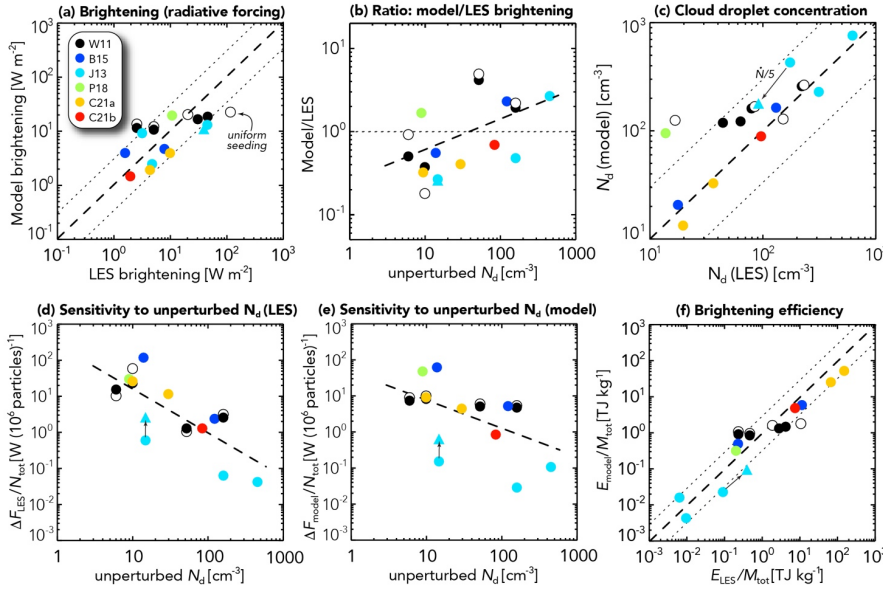 (a) Brightening (radiative forcing)
Model brightening [W m⁻²]
10³
10²
10¹
10⁰
10⁻¹
W11
B15
J13
P18
C21a
C21b
uniform
seeding
10⁻¹ 10⁰ 10¹ 10² 10³
LES brightening [W m⁻²]
(b) Ratio: model/LES brightening
Model/LES
10¹
10⁰
10⁻¹
1 10 100 1000
unperturbed N_d [cm⁻³]
(c) Cloud droplet concentration
N_d (model) [cm⁻³]
10³
10²
10¹
Ṅ/5
10¹ 10² 10³
N_d (LES) [cm⁻³]
(d) Sensitivity to unperturbed N_d (LES)
ΔF_LES/N_tot [W (10⁶ particles)⁻¹]
10³
10²
10¹
10⁰
10⁻¹
10⁻²
10⁻³
1 10 100 1000
unperturbed N_d [cm⁻³]
(e) Sensitivity to unperturbed N_d (model)
ΔF_model/N_tot [W (10⁶ particles)⁻¹]
10³
10²
10¹
10⁰
10⁻¹
10⁻²
10⁻³
1 10 100 1000
unperturbed N_d [cm⁻³]
(f) Brightening efficiency
E_model/M_tot [TJ kg⁻¹]
10³
10²
10¹
10⁰
10⁻¹
10⁻²
10⁻³
10⁻³ 10⁻² 10⁻¹ 10⁰ 10¹ 10² 10³
E_LES/M_tot [TJ kg⁻¹]